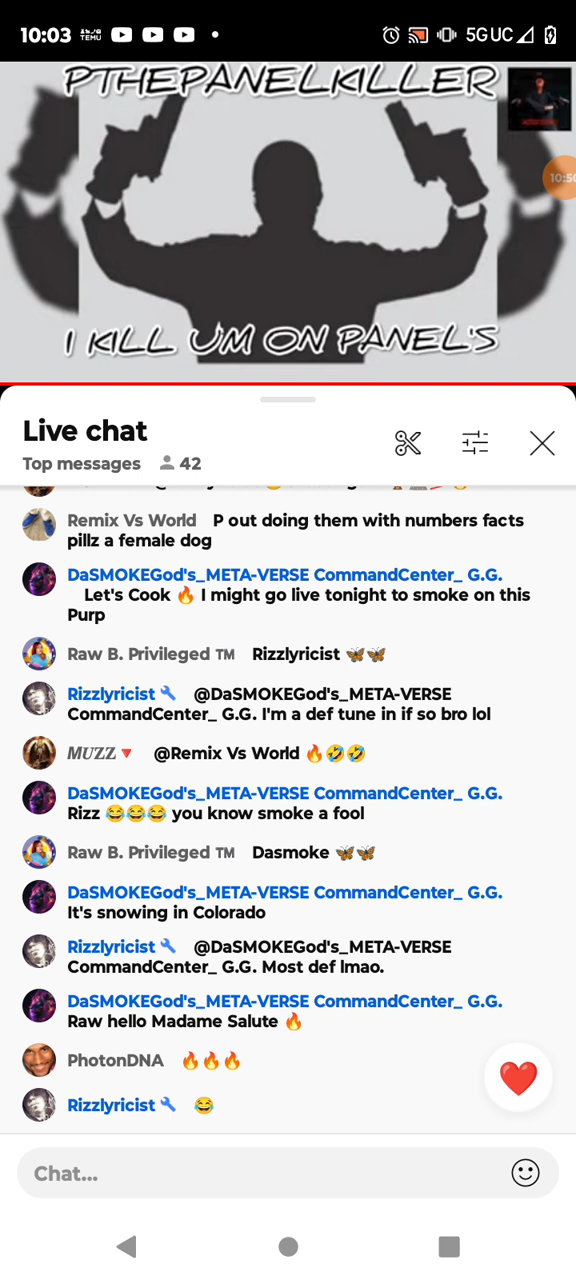 10:03 TEMU 5G UC
PTHEPANELKILLER
10:50
I KILL UM ON PANEL'S
Live chat
Top messages 42
Remix Vs World P out doing them with numbers facts
pillz a female dog
DaSMOKEGod's_META-VERSE CommandCenter_ G.G.
Let's Cook 🔥 I might go live tonight to smoke on this
Purp
Raw B. Privileged ™ Rizzlyricist 🦋🦋
Rizzlyricist 🔧 @DaSMOKEGod's_META-VERSE
CommandCenter_ G.G. I'm a def tune in if so bro lol
MUZZ🔻 @Remix Vs World 🔥🤣🤣
DaSMOKEGod's_META-VERSE CommandCenter_ G.G.
Rizz 😂😂😂 you know smoke a fool
Raw B. Privileged ™ Dasmoke 🦋🦋
DaSMOKEGod's_META-VERSE CommandCenter_ G.G.
It's snowing in Colorado
Rizzlyricist 🔧 @DaSMOKEGod's_META-VERSE
CommandCenter_ G.G. Most def lmao.
DaSMOKEGod's_META-VERSE CommandCenter_ G.G.
Raw hello Madame Salute 🔥
PhotonDNA 🔥🔥🔥
Rizzlyricist 🔧 😂
Chat...